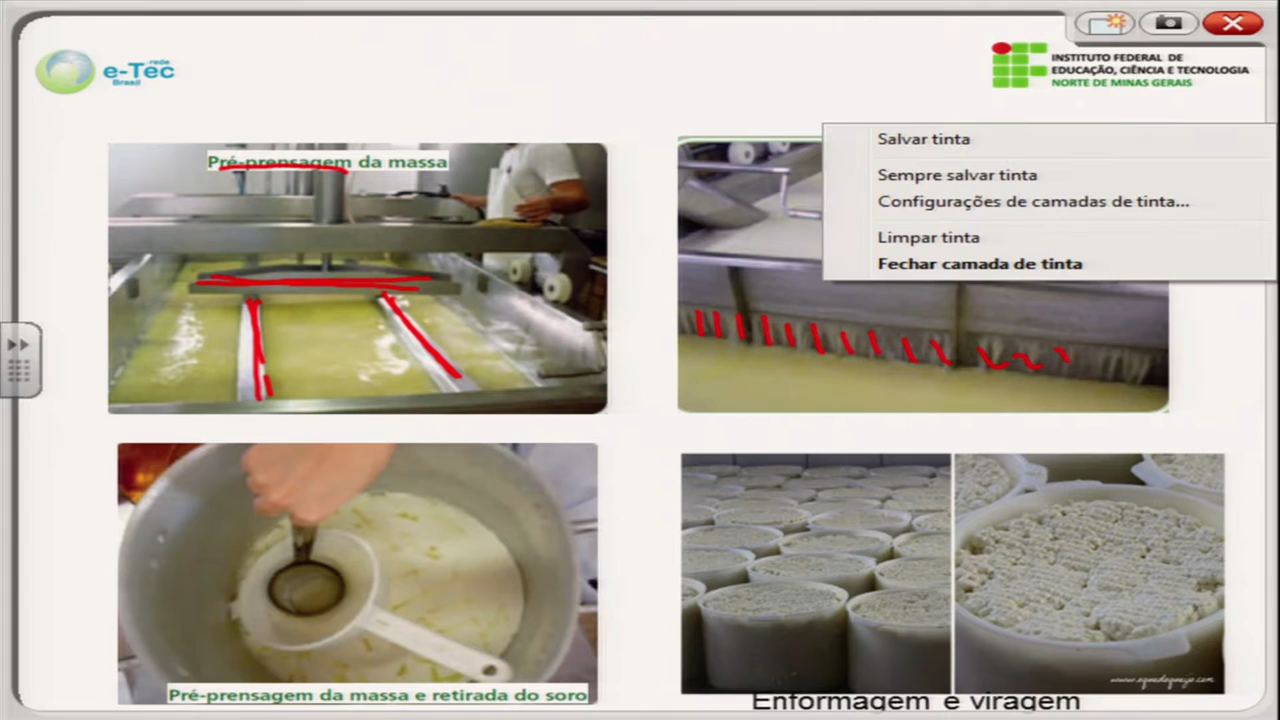 rede
e-Tec
Brasil
INSTITUTO FEDERAL DE
EDUCAÇÃO, CIÊNCIA E TECNOLOGIA
NORTE DE MINAS GERAIS
Salvar tinta
Sempre salvar tinta
Configurações de camadas de tinta...
Limpar tinta
Fechar camada de tinta
Pré-prensagem da massa
Pré-prensagem da massa e retirada do soro
Enformagem e viragem